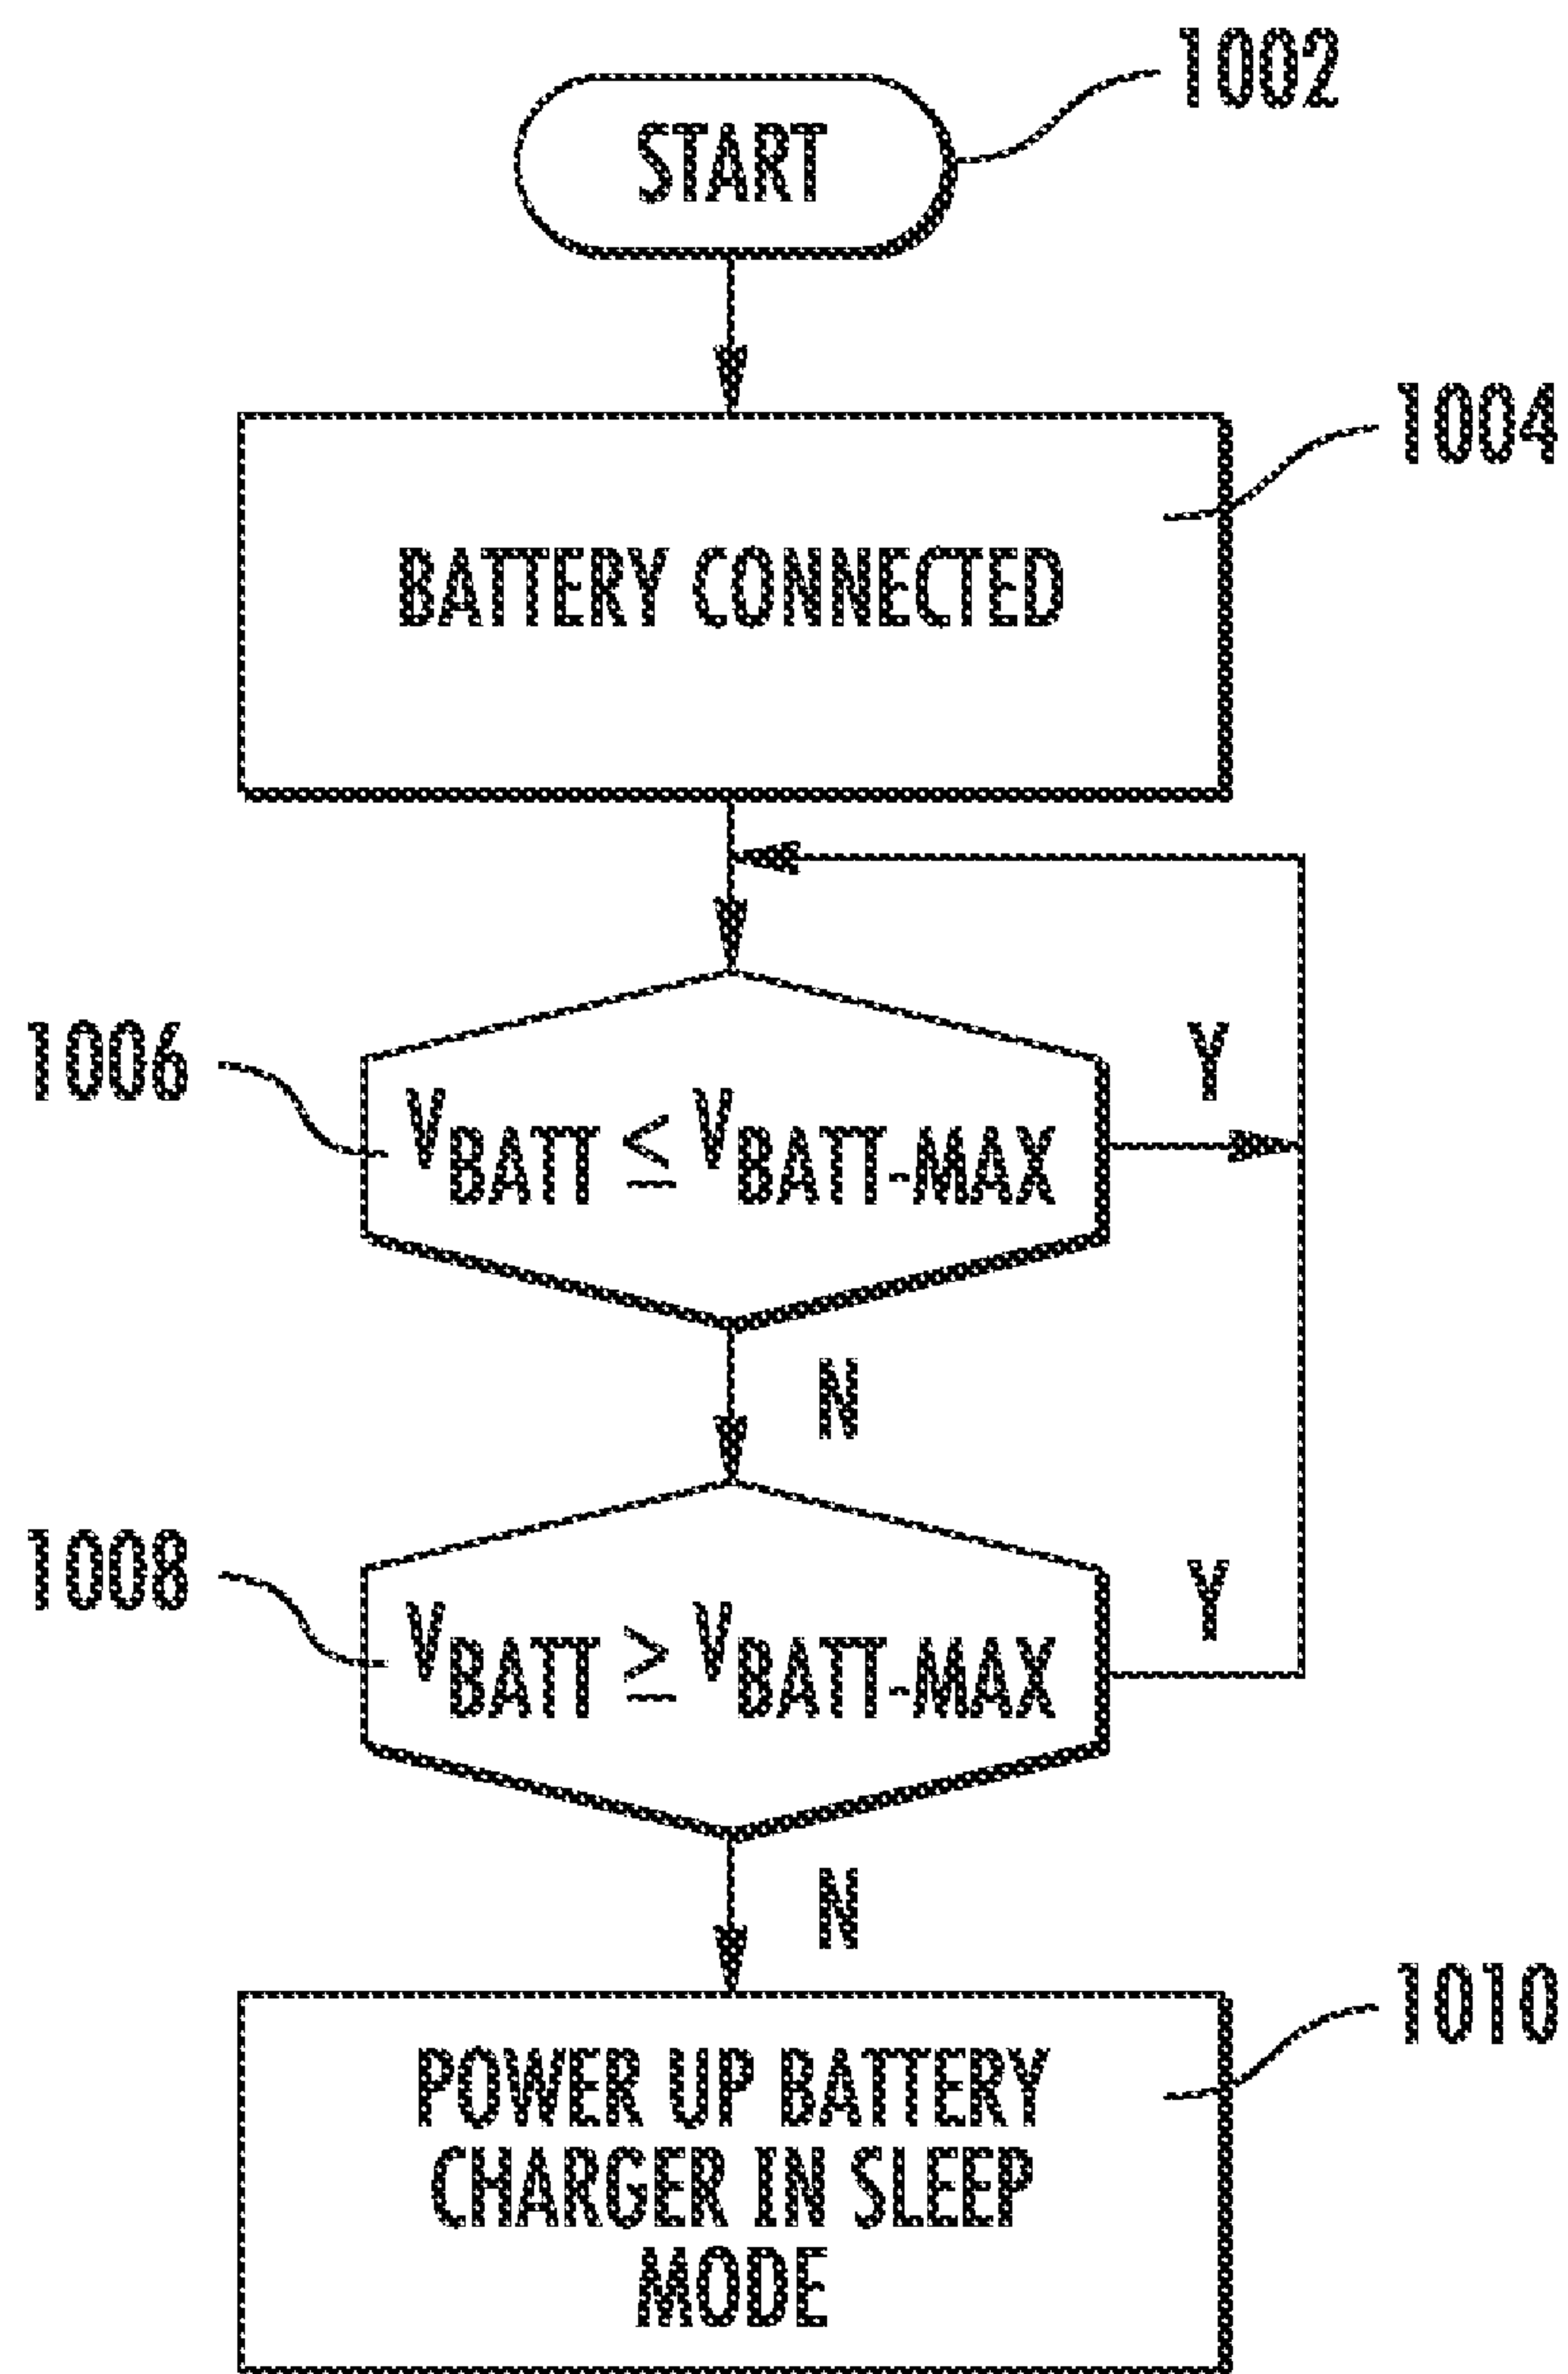 START
1002
1004
BATTERY CONNECTED
1006
VBATT ≤ VBATT-MAX
Y
N
1008
VBATT ≥ VBATT-MAX
Y
N
1010
POWER UP BATTERY
CHARGER IN SLEEP
MODE